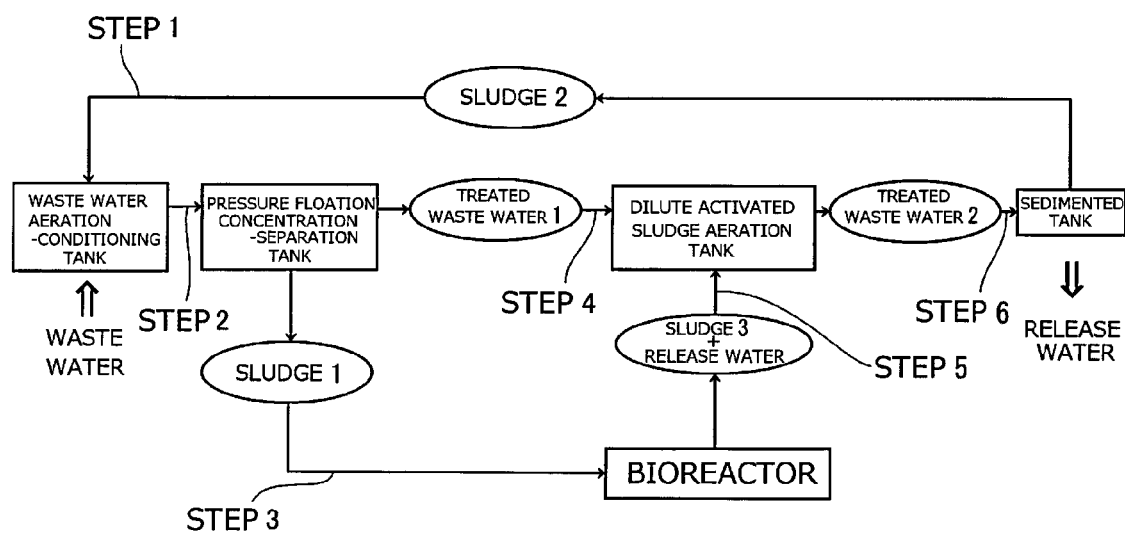 STEP 1
SLUDGE 2
WASTE WATER
AERATION
-CONDITIONING
TANK
PRESSURE FLOATION
CONCENTRATION
-SEPARATION
TANK
TREATED
WASTE WATER 1
DILUTE ACTIVATED
SLUDGE AERATION
TANK
TREATED
WASTE WATER 2
SEDIMENTED
TANK
STEP 2
STEP 4
STEP 6
WASTE
WATER
RELEASE
WATER
SLUDGE 1
SLUDGE 3
+
RELEASE WATER
STEP 5
BIOREACTOR
STEP 3